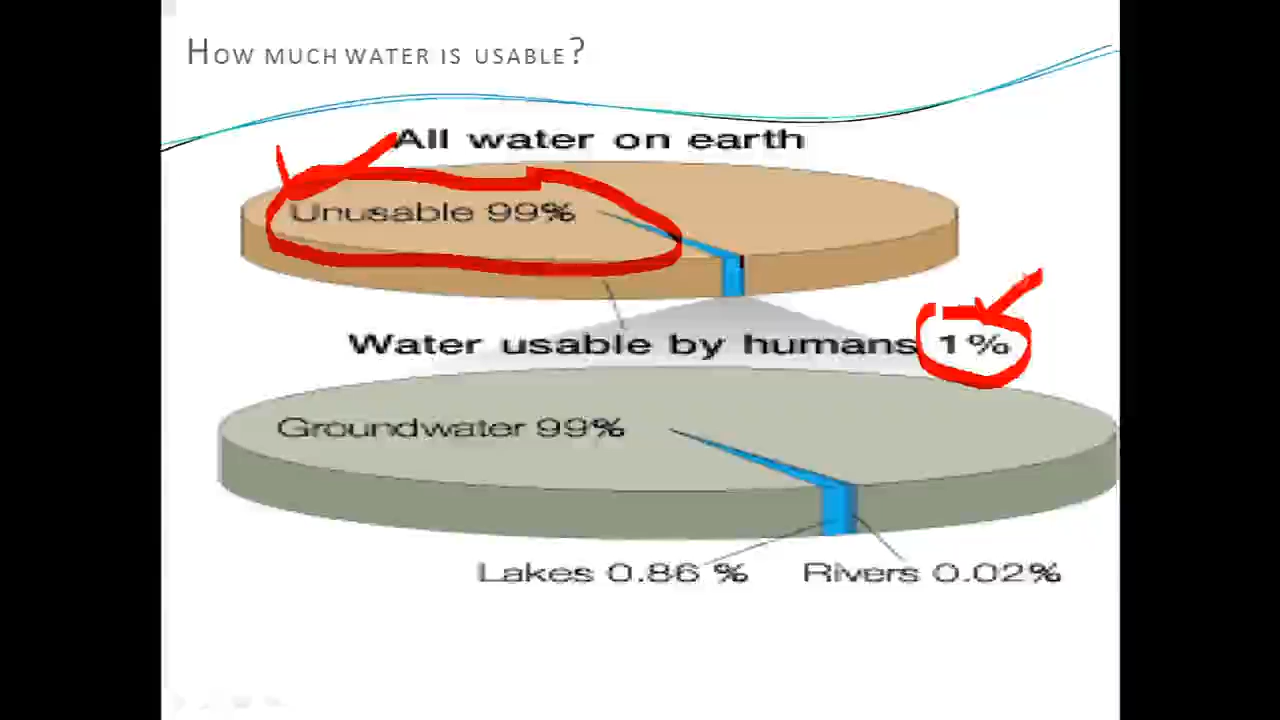 HOW MUCH WATER IS USABLE?
All water on earth
Unusable 99%
Water usable by humans 1%
Groundwater 99%
Lakes 0.86 % Rivers 0.02%